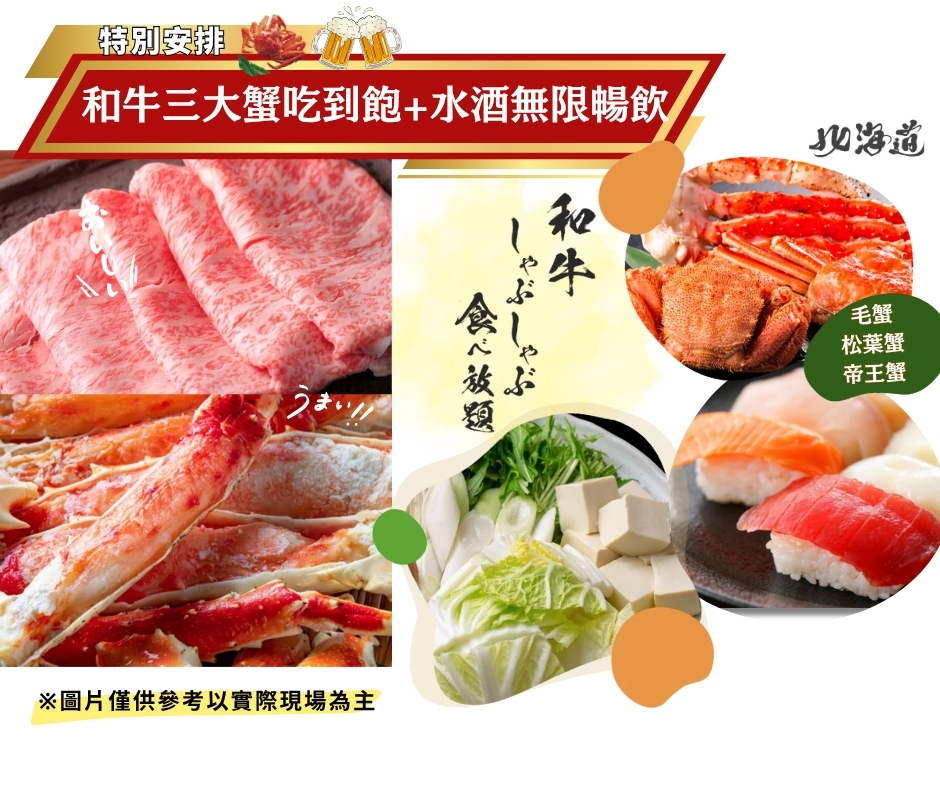 特別安排
和牛三大蟹吃到飽+水酒無限暢飲
北海道
おいしい
和牛
しゃぶしゃぶ
食べ放題
毛蟹
松葉蟹
帝王蟹
うまい!!
※圖片僅供參考以實際現場為主